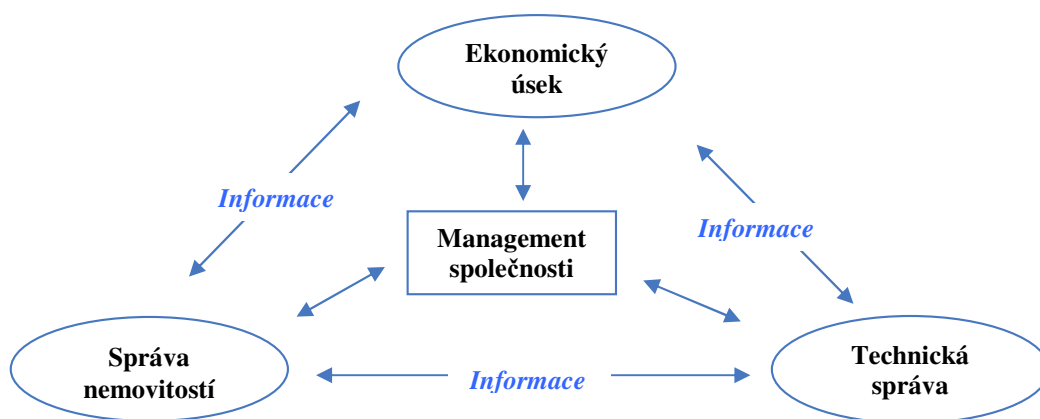 Ekonomický
úsek
Informace
Informace
Management
společnosti
Správa
nemovitostí
Informace
Technická
správa